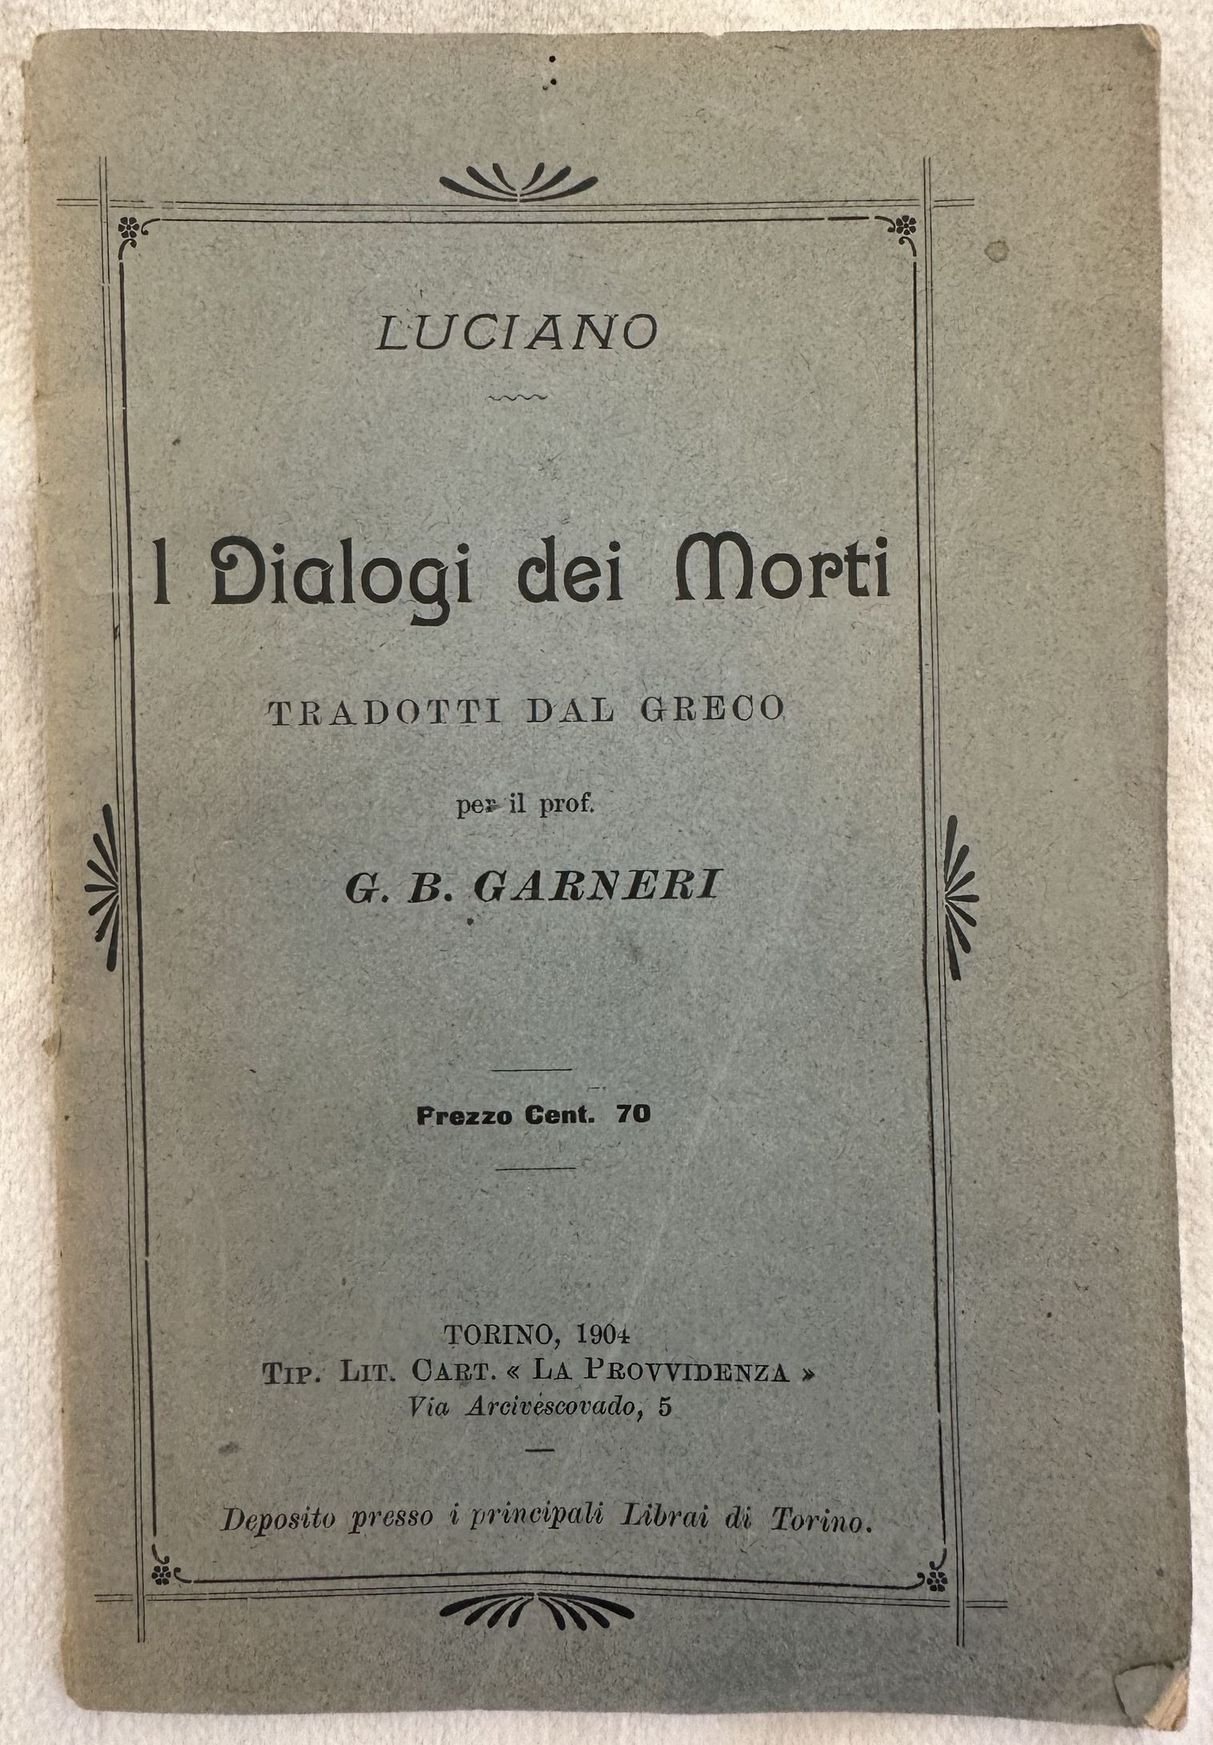 LUCIANO
I Dialogi dei Morti
TRADOTTI DAL GRECO
per il prof.
G. B. GARNERI
Prezzo Cent. 70
TORINO, 1904
TIP. LIT. CART. « LA PROVVIDENZA »
Via Arcivescovado, 5
Deposito presso i principali Librai di Torino.